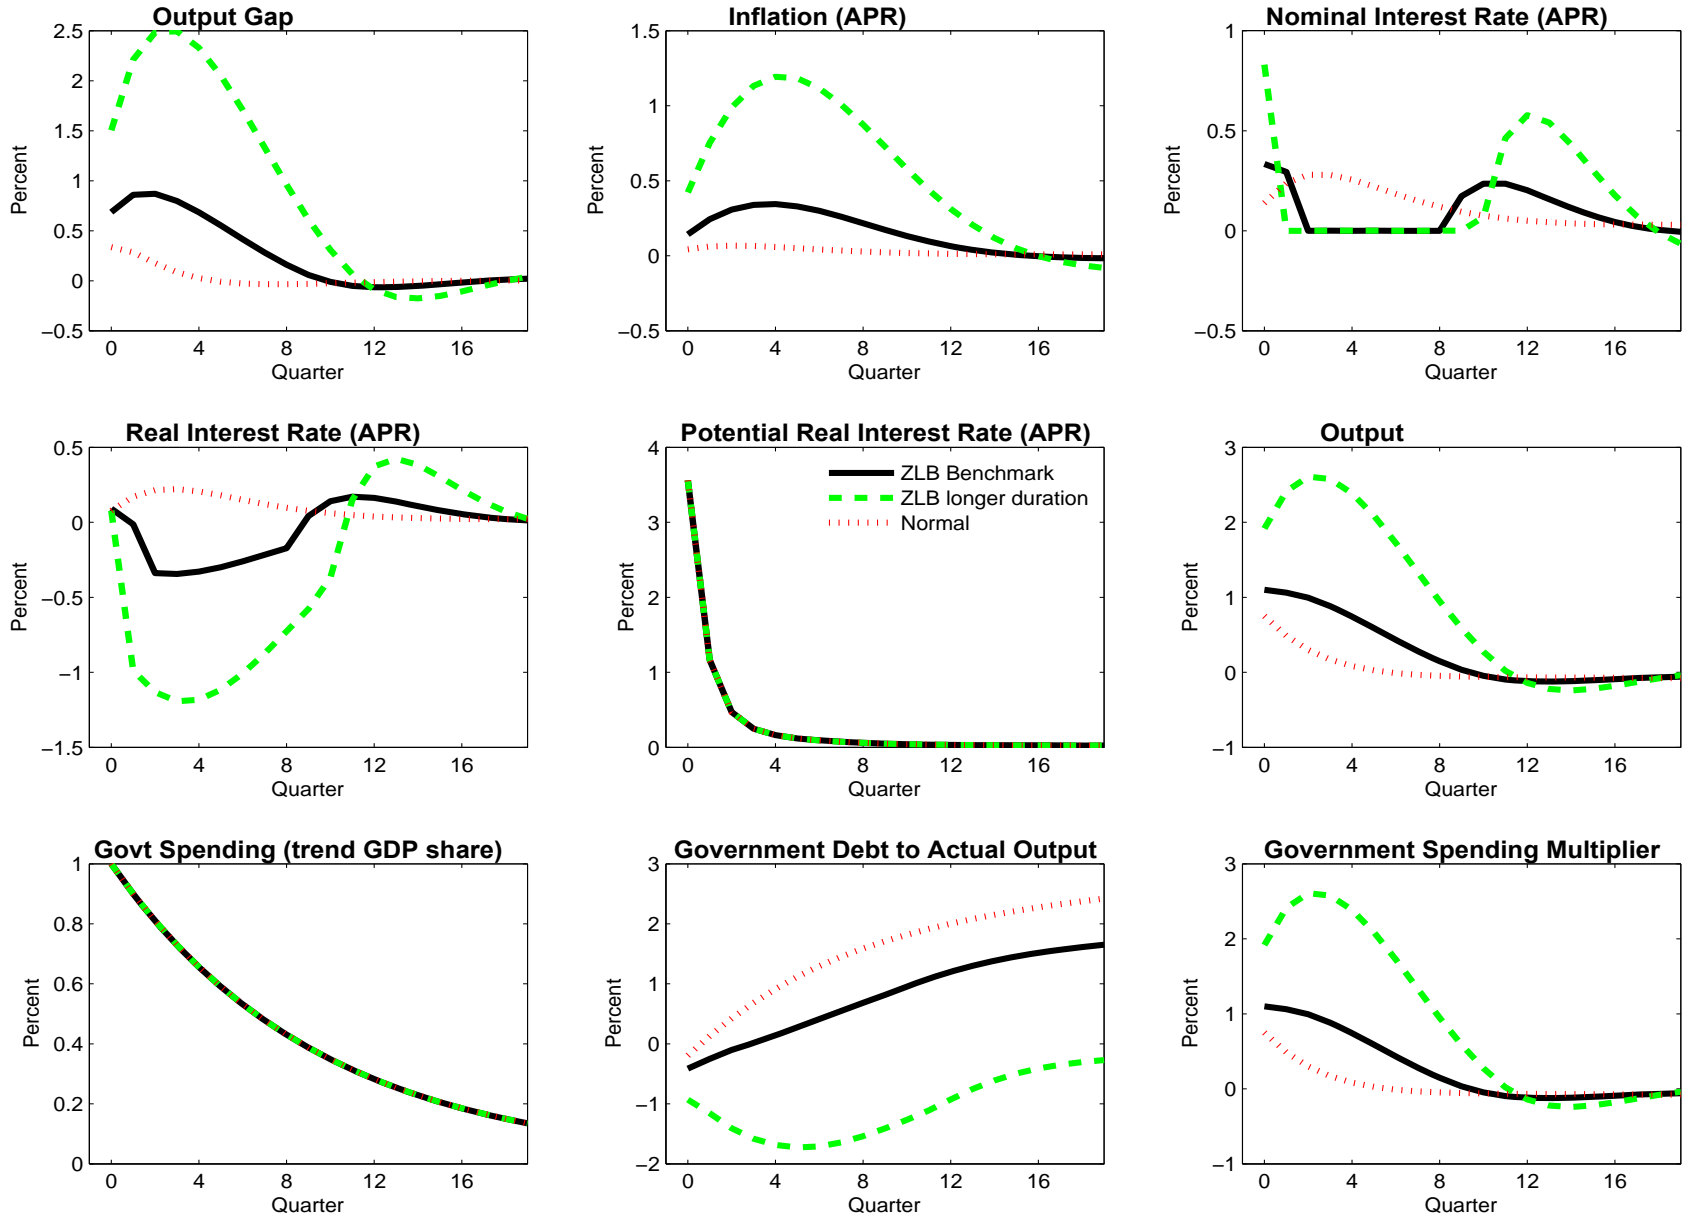 Output Gap
Inflation (APR)
Nominal Interest Rate (APR)
2.5
2
1.5
1
0.5
0
−0.5
Percent
0 4 8 12 16
Quarter
1.5
1
0.5
0
−0.5
Percent
0 4 8 12 16
Quarter
1
0.5
0
−0.5
Percent
0 4 8 12 16
Quarter
Real Interest Rate (APR)
Potential Real Interest Rate (APR)
Output
0.5
0
−0.5
−1
−1.5
Percent
0 4 8 12 16
Quarter
4
3
2
1
0
Percent
ZLB Benchmark
ZLB longer duration
Normal
0 4 8 12 16
Quarter
3
2
1
0
−1
Percent
0 4 8 12 16
Quarter
Govt Spending (trend GDP share)
Government Debt to Actual Output
Government Spending Multiplier
1
0.8
0.6
0.4
0.2
0
Percent
0 4 8 12 16
Quarter
3
2
1
0
−1
−2
Percent
0 4 8 12 16
Quarter
3
2
1
0
−1
Percent
0 4 8 12 16
Quarter